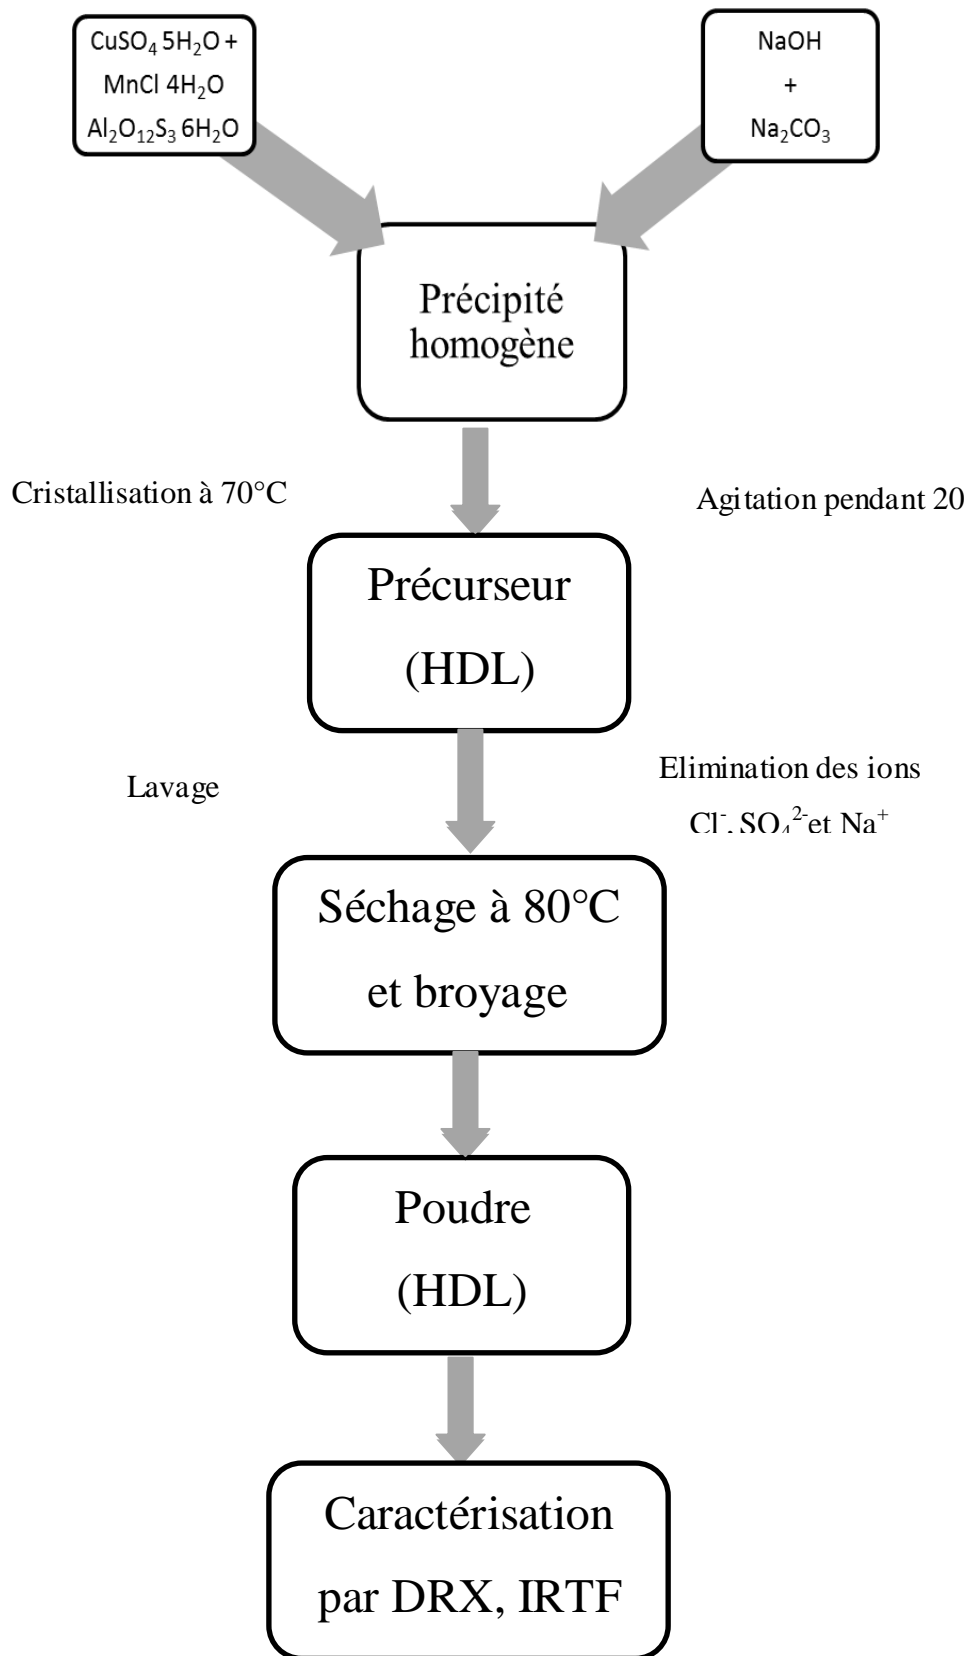 CuSO₄ 5H₂O +
MnCl 4H₂O
Al₂O₁₂S₃ 6H₂O
NaOH
+
Na₂CO₃
Précipité
homogène
Cristallisation à 70°C
Agitation pendant 20
Précurseur
(HDL)
Lavage
Elimination des ions
Cl⁻, SO₄²⁻et Na⁺
Séchage à 80°C
et broyage
Poudre
(HDL)
Caractérisation
par DRX, IRTF